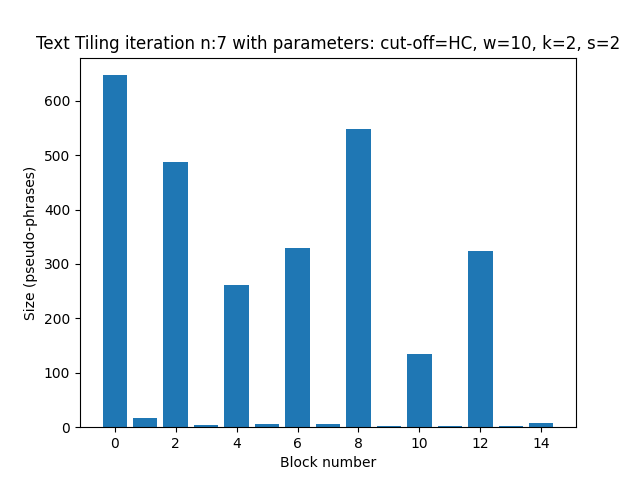 Text Tiling iteration n:7 with parameters: cut-off=HC, w=10, k=2, s=2
600
500
400
300
200
100
0
Size (pseudo-phrases)
0 2 4 6 8 10 12 14
Block number